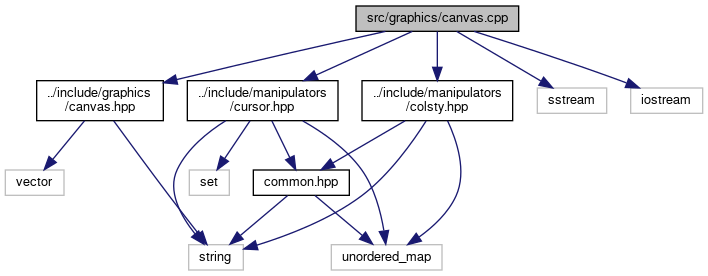 src/graphics/canvas.cpp
../include/graphics
/canvas.hpp
../include/manipulators
/cursor.hpp
../include/manipulators
/colsty.hpp
sstream
iostream
vector
set
common.hpp
string
unordered_map